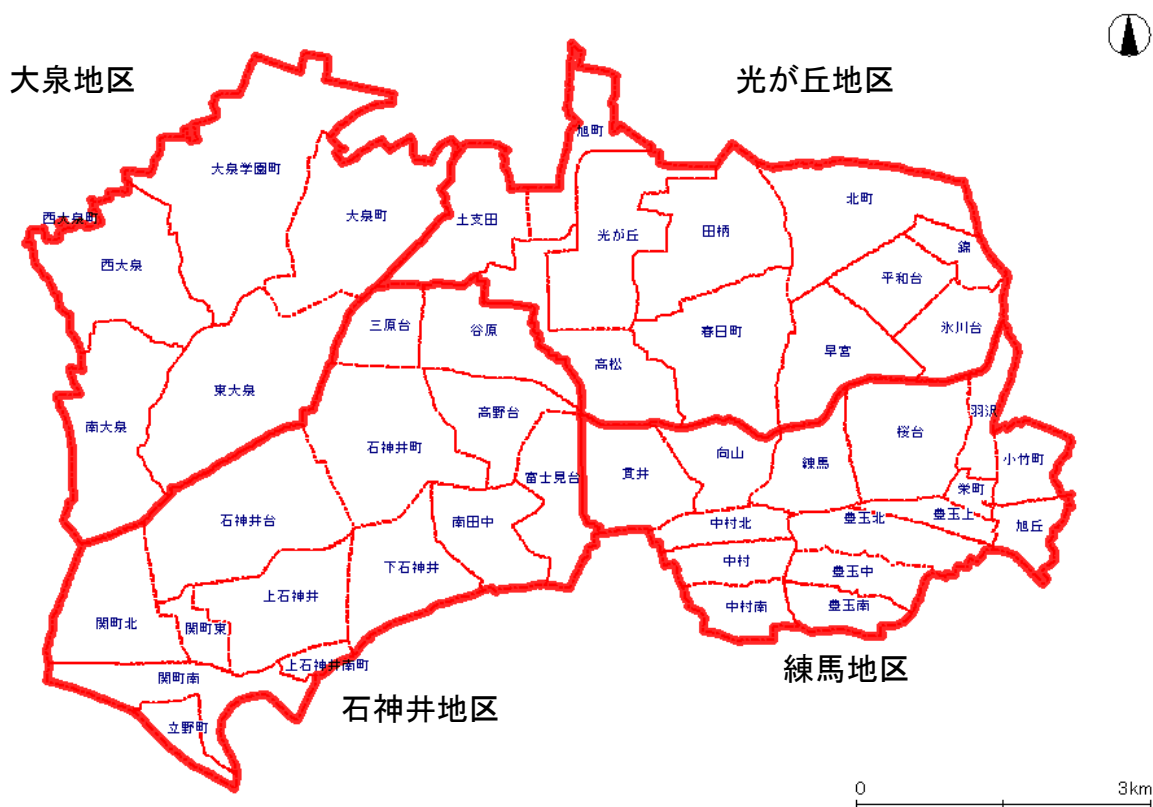 大泉地区
光が丘地区
旭町
大泉学園町
西大泉町
大泉町
土支田
北町
光が丘
田柄
錦
西大泉
平和台
三原台
谷原
春日町
氷川台
早宮
高松
東大泉
南大泉
高野台
羽沢
桜台
石神井町
向山
練馬
小竹町
富士見台
貫井
栄町
石神井台
南田中
中村北
豊玉北
豊玉上
旭丘
下石神井
中村
豊玉中
上石神井
中村南
豊玉南
関町北
関町東
上石神井南町
練馬地区
関町南
石神井地区
立野町
0
3km